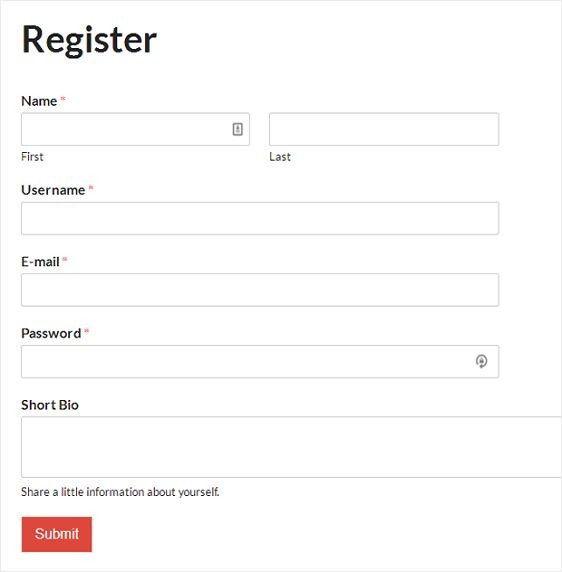 Register
Name *
First Last
Username *
E-mail *
Password *
Short Bio
Share a little information about yourself.
Submit